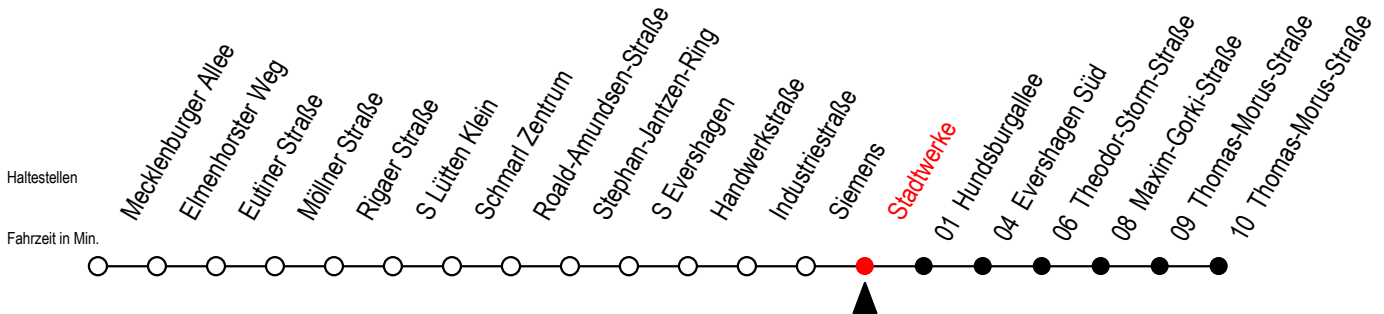 Haltestellen
Fahrzeit in Min.
Mecklenburger Allee
Elmenhorster Weg
Eutiner Straße
Möllner Straße
Rigaer Straße
S Lütten Klein
Schmarl Zentrum
Roald-Amundsen-Straße
Stephan-Jantzen-Ring
S Evershagen
Handwerkstraße
Industriestraße
Siemens
Stadtwerke
01 Hundsburgallee
04 Evershagen Süd
06 Theodor-Storm-Straße
08 Maxim-Gorki-Straße
09 Thomas-Morus-Straße
10 Thomas-Morus-Straße